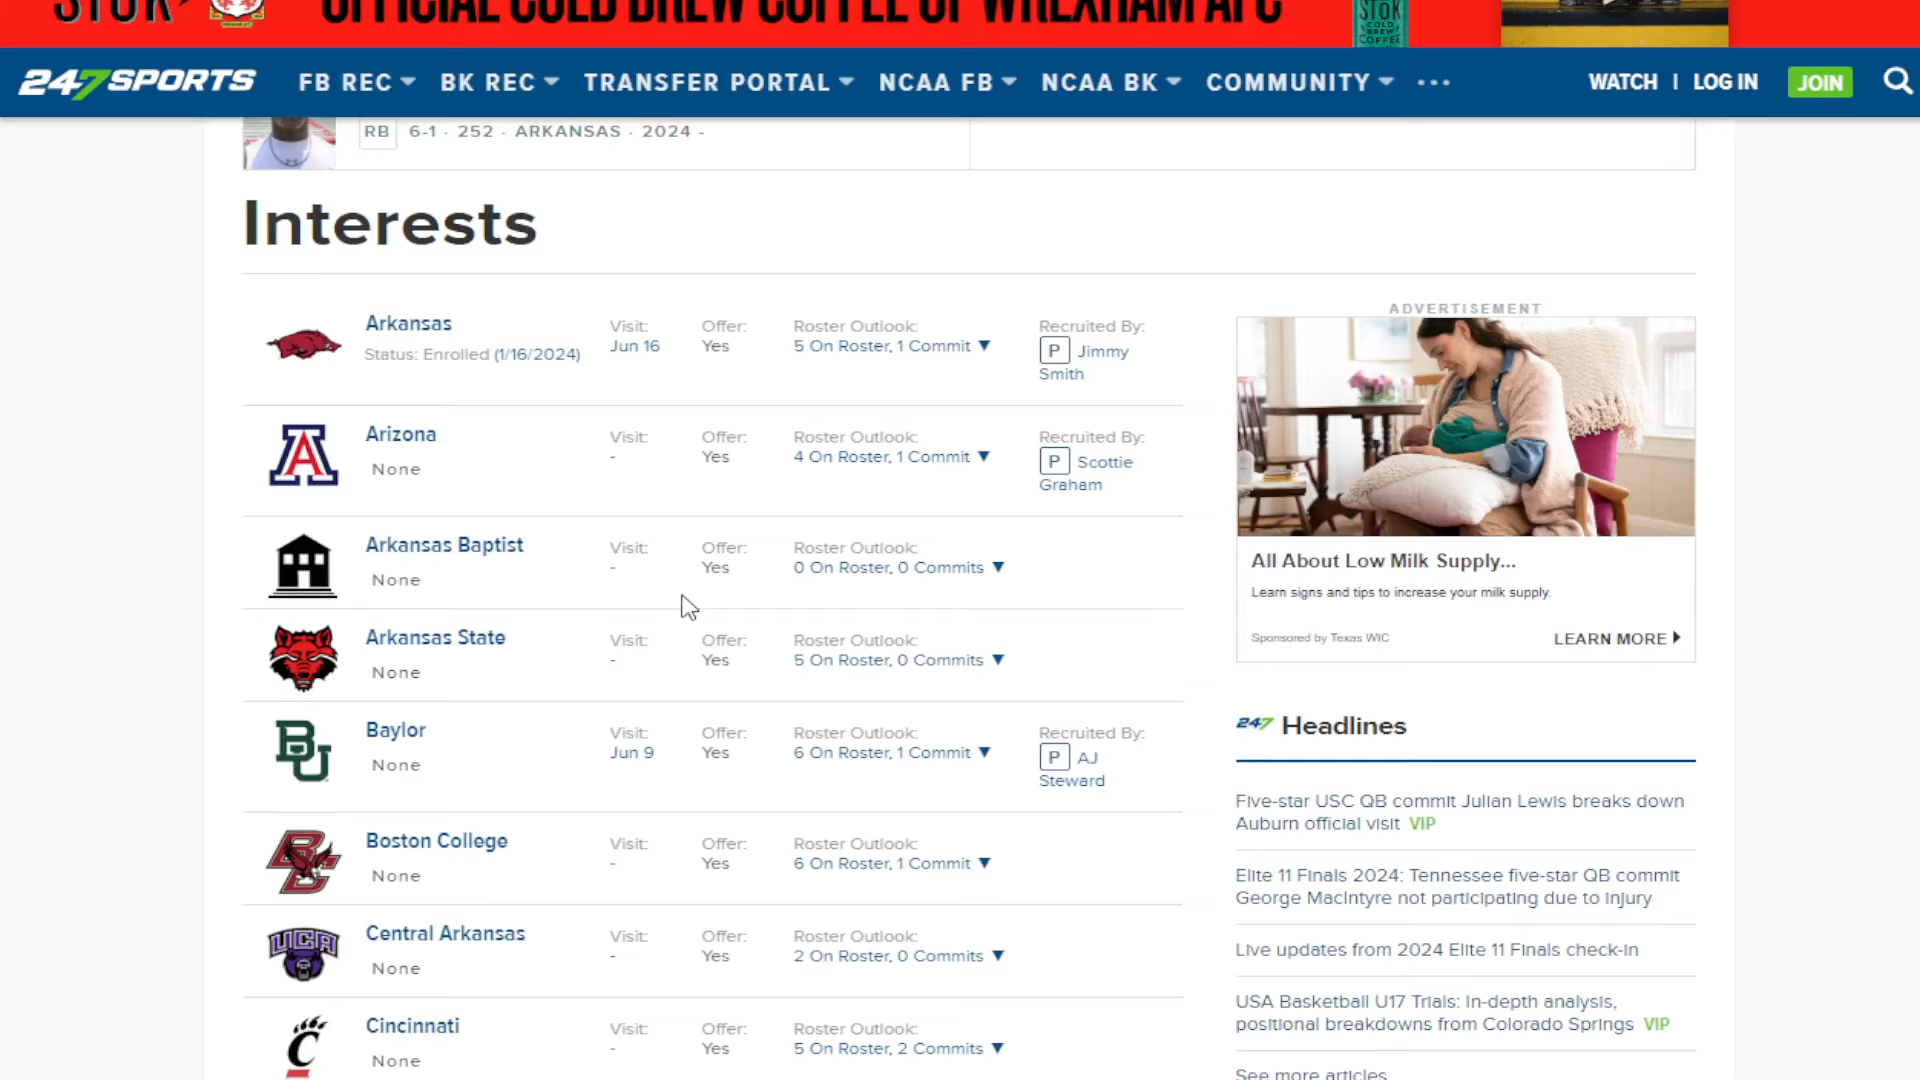 STOK
OFFICIAL COLD BREW COFFEE OF WREXHAM AFC
STOK
COLD
BREW
COFFEE
247SPORTS
FB REC
BK REC
TRANSFER PORTAL
NCAA FB
NCAA BK
COMMUNITY
WATCH | LOG IN
JOIN
RB 6-1 · 252 · ARKANSAS · 2024 -
Interests
Arkansas
Status: Enrolled (1/16/2024)
Visit:
Jun 16
Offer:
Yes
Roster Outlook:
5 On Roster, 1 Commit ▼
Recruited By:
P Jimmy
Smith
A
Arizona
None
Visit:
-
Offer:
Yes
Roster Outlook:
4 On Roster, 1 Commit ▼
Recruited By:
P Scottie
Graham
Arkansas Baptist
None
Visit:
-
Offer:
Yes
Roster Outlook:
0 On Roster, 0 Commits ▼
Arkansas State
None
Visit:
-
Offer:
Yes
Roster Outlook:
5 On Roster, 0 Commits ▼
BU
Baylor
None
Visit:
Jun 9
Offer:
Yes
Roster Outlook:
6 On Roster, 1 Commit ▼
Recruited By:
P AJ
Steward
BC
Boston College
None
Visit:
-
Offer:
Yes
Roster Outlook:
6 On Roster, 1 Commit ▼
UCA
Central Arkansas
None
Visit:
-
Offer:
Yes
Roster Outlook:
2 On Roster, 0 Commits ▼
C
Cincinnati
None
Visit:
-
Offer:
Yes
Roster Outlook:
5 On Roster, 2 Commits ▼
ADVERTISEMENT
All About Low Milk Supply...
Learn signs and tips to increase your milk supply.
Sponsored by Texas WIC
LEARN MORE
247 Headlines
Five-star USC QB commit Julian Lewis breaks down
Auburn official visit VIP
Elite 11 Finals 2024: Tennessee five-star QB commit
George MacIntyre not participating due to injury
Live updates from 2024 Elite 11 Finals check-in
USA Basketball U17 Trials: In-depth analysis,
positional breakdowns from Colorado Springs VIP
See more articles